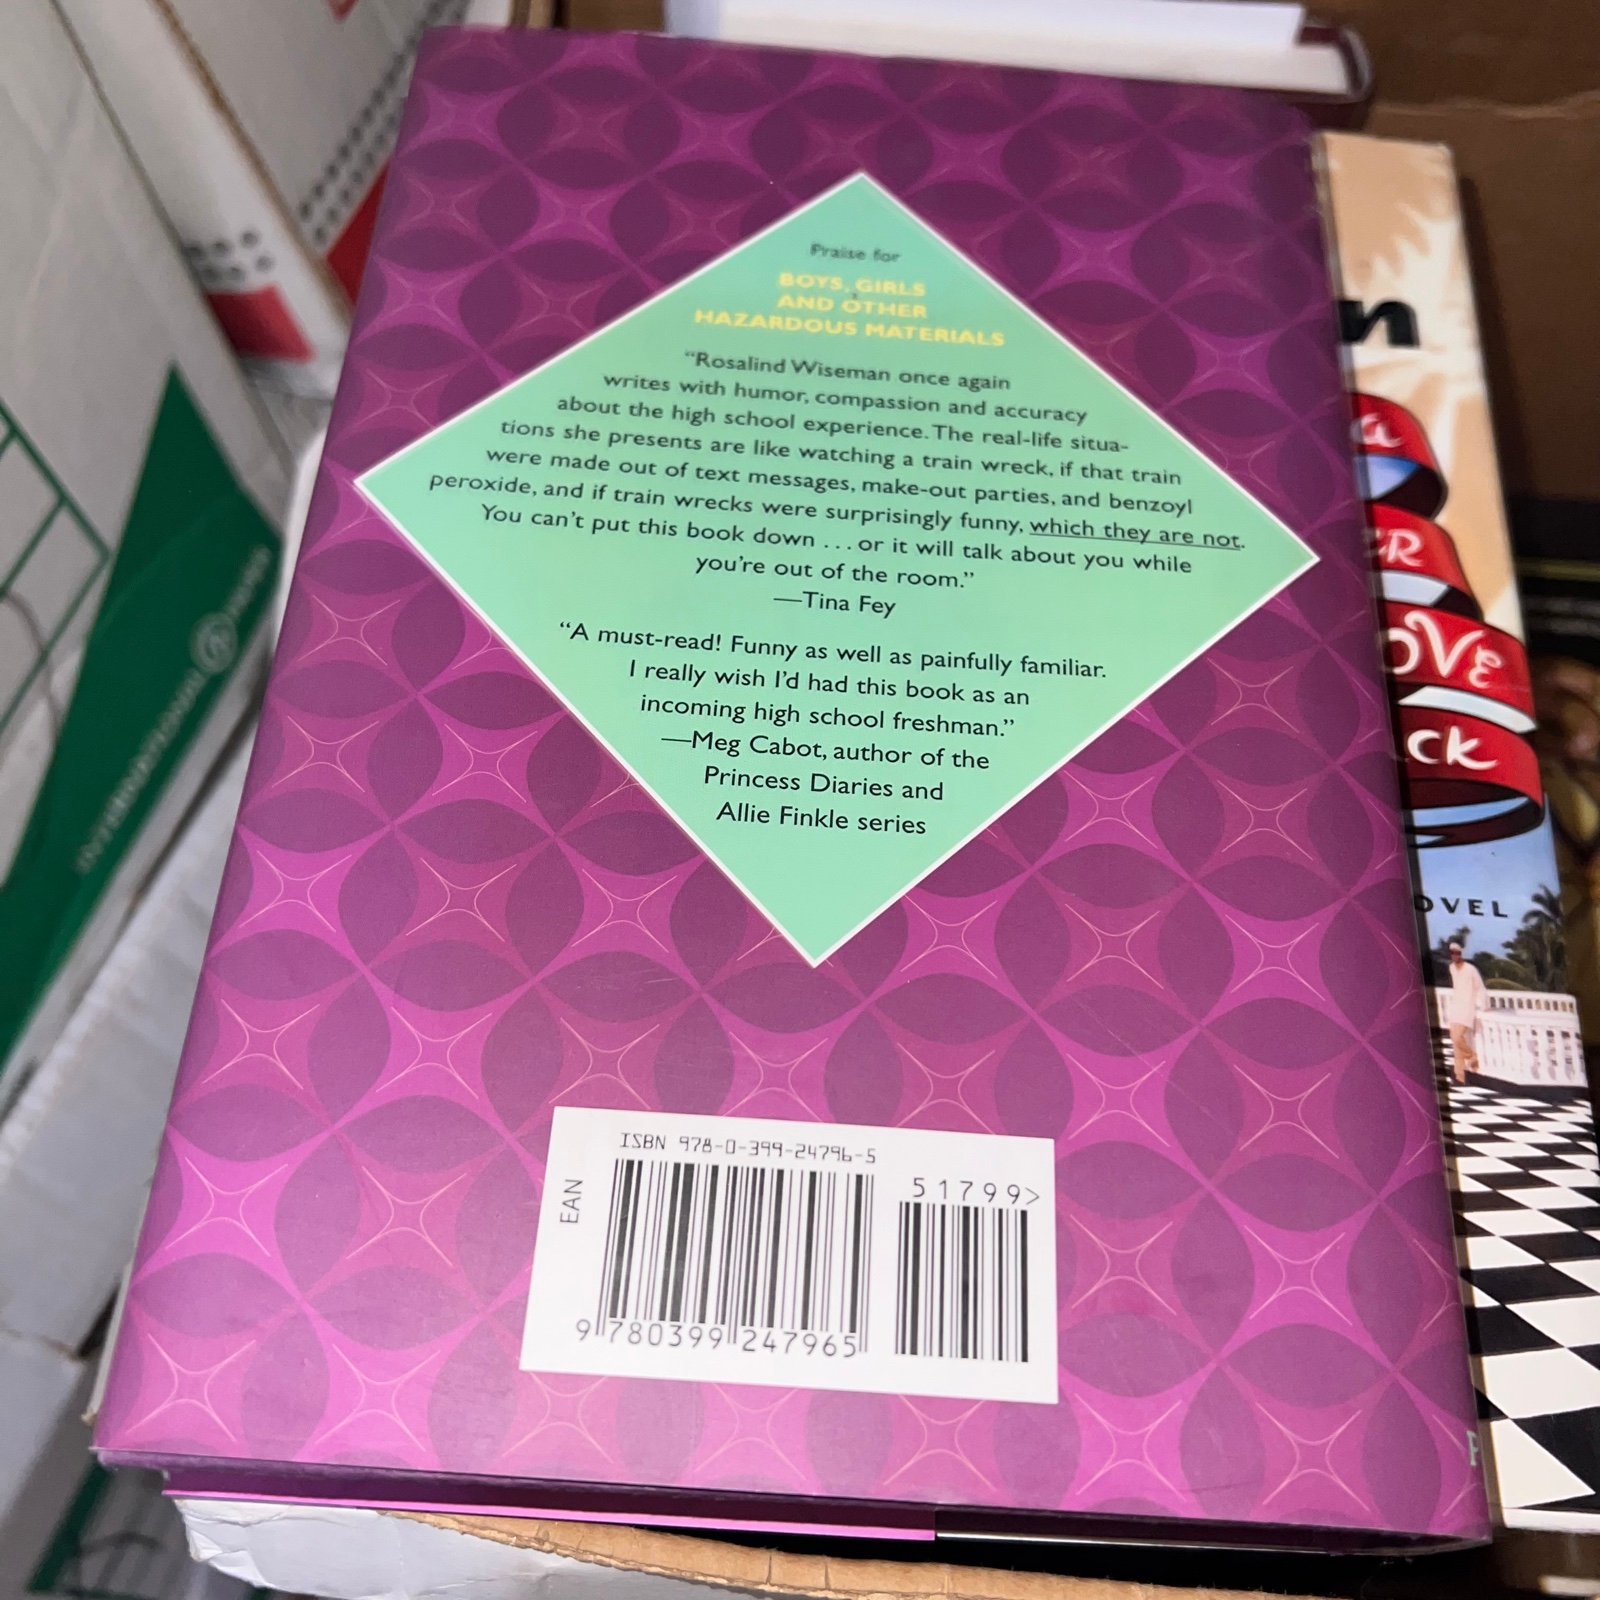 Praise for
BOYS, GIRLS
AND OTHER
HAZARDOUS MATERIALS
“Rosalind Wiseman once again
writes with humor, compassion and accuracy
about the high school experience. The real-life situa-
tions she presents are like watching a train wreck, if that train
were made out of text messages, make-out parties, and benzoyl
peroxide, and if train wrecks were surprisingly funny, which they are not.
You can’t put this book down . . . or it will talk about you while
you’re out of the room.”
—Tina Fey
“A must-read! Funny as well as painfully familiar.
I really wish I’d had this book as an
incoming high school freshman.”
—Meg Cabot, author of the
Princess Diaries and
Allie Finkle series
ISBN 978-0-399-24796-5
51799>
EAN
9 780399 247965
n
a
ER
OVE
CK
OVEL